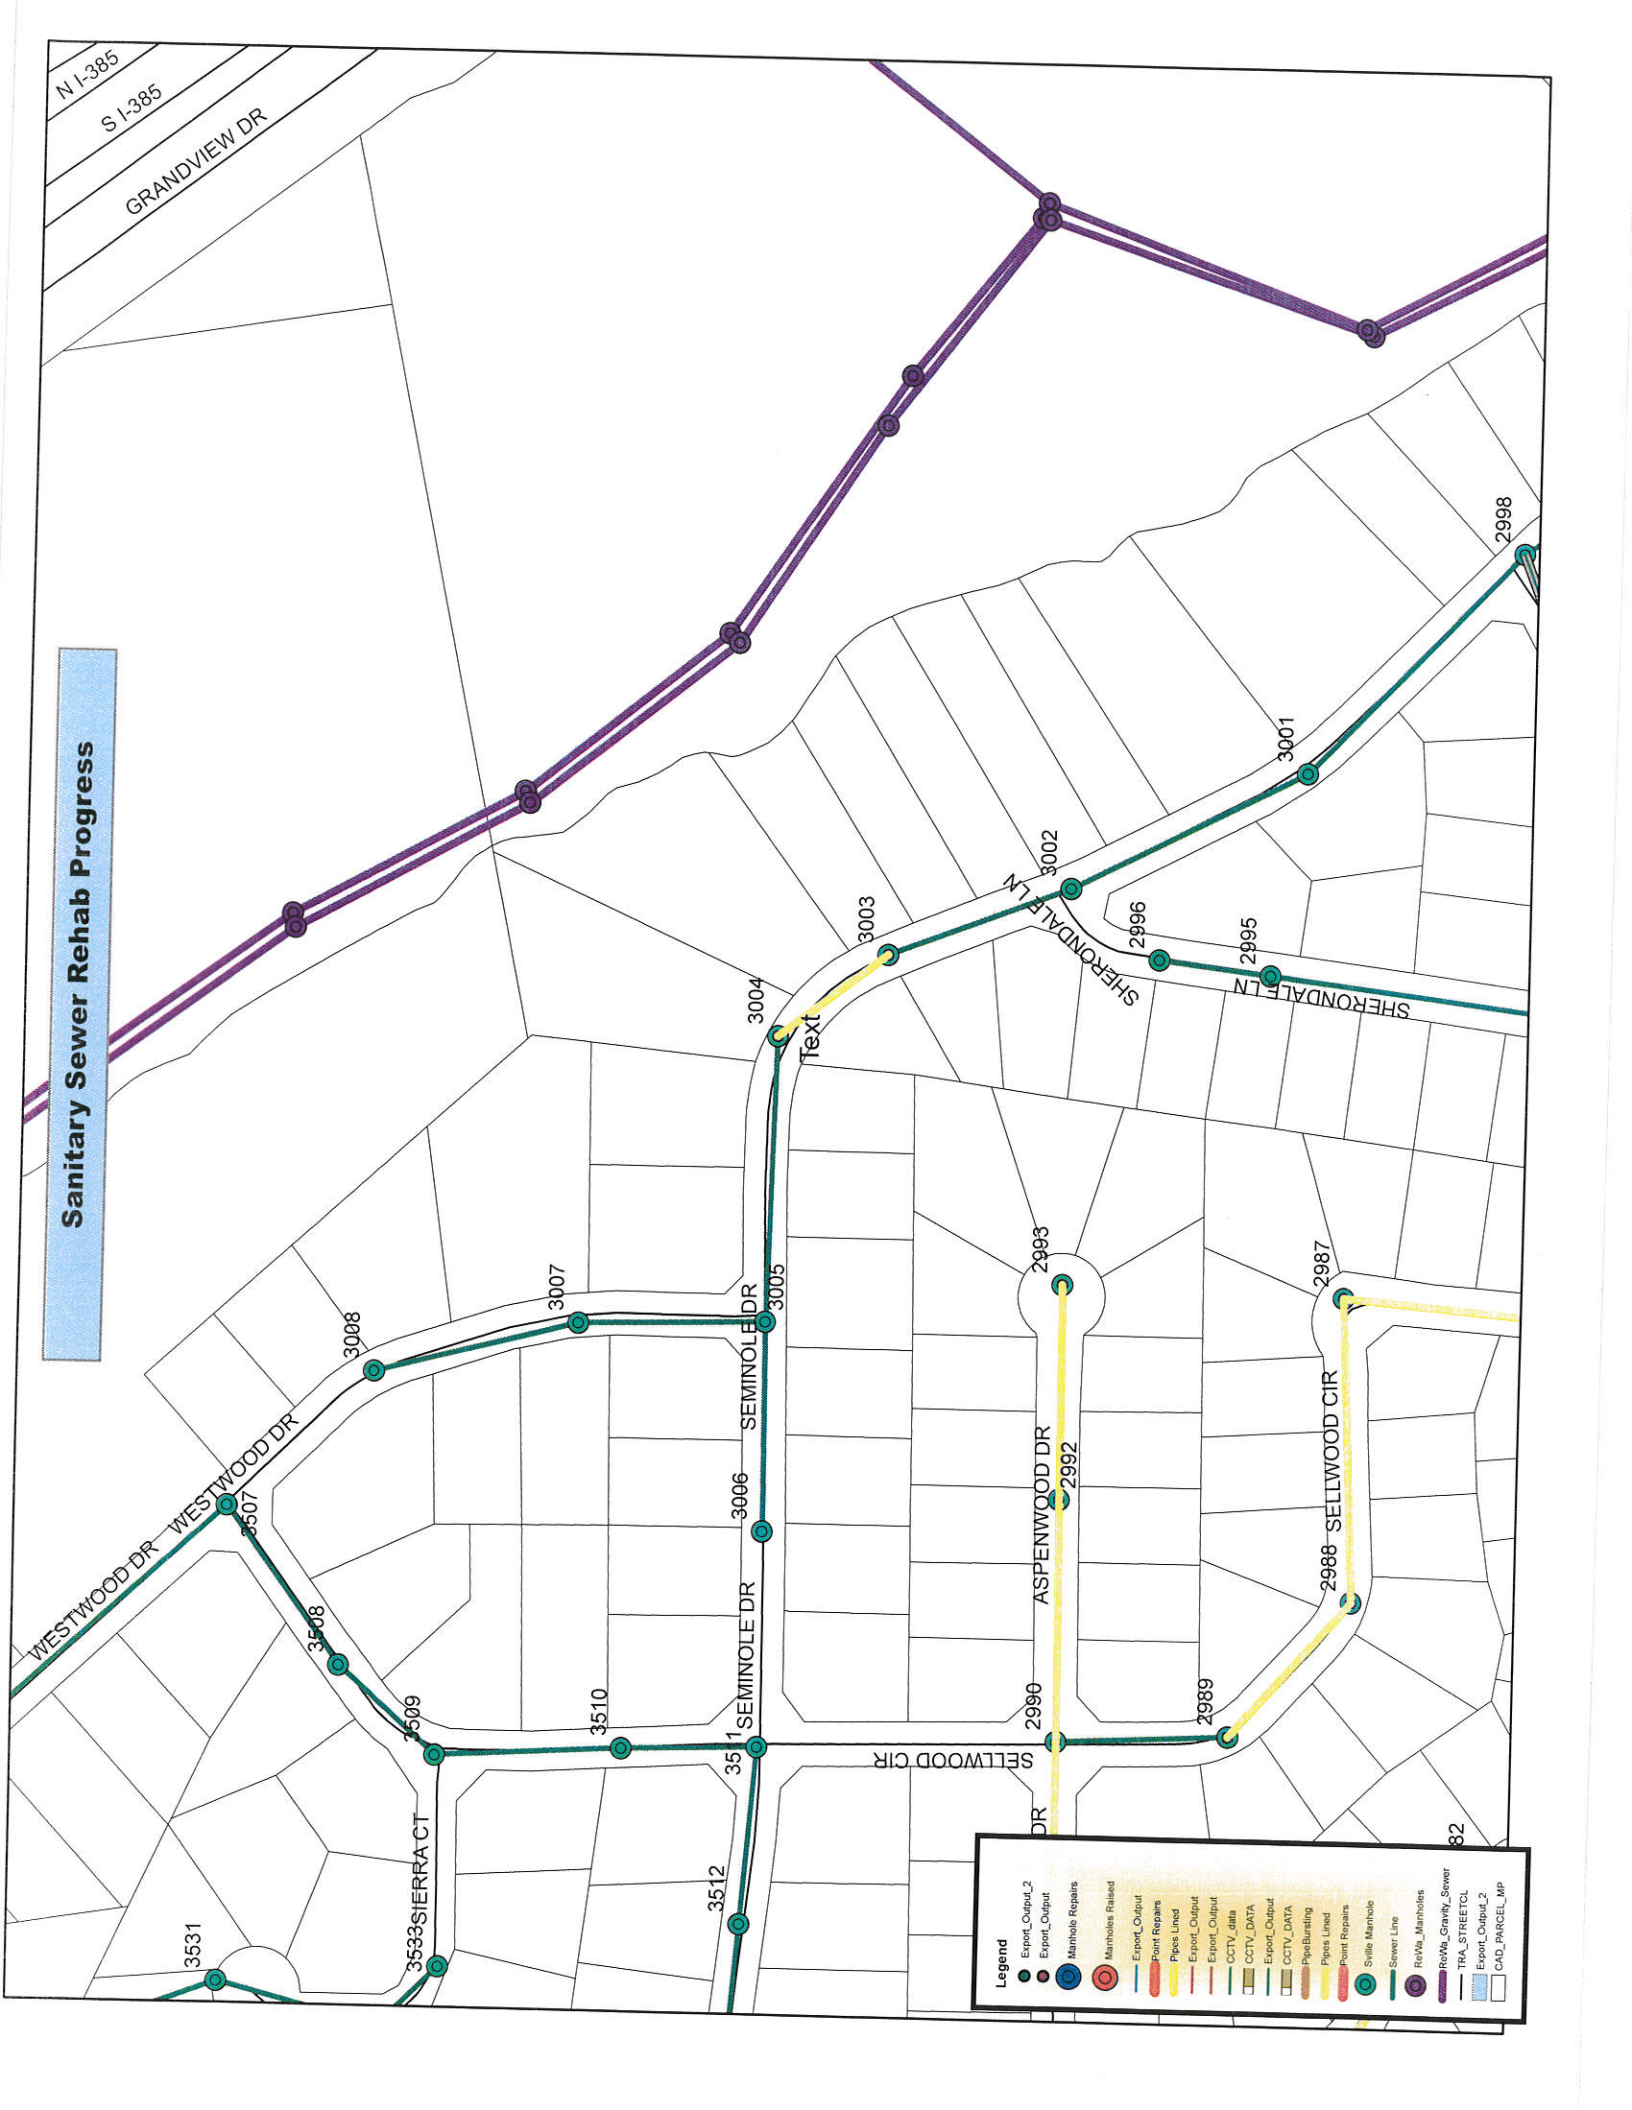 Sanitary Sewer Rehab Progress
N I-385
S I-385
GRANDVIEW DR
WESTWOOD DR
WESTWOOD DR
3507
3008
3007
3508
3509
3510
3511
SIERRA CT
3531
3533
3512
SEMINOLE DR
SEMINOLE DR
3006
3005
3004
Text
3003
3002
3001
2998
SHERONDALE LN
SHERONDALE LN
SHERONDALE LN
2996
2995
2993
2992
ASPENWOOD DR
2990
2989
SELLWOOD CIR
2988
SELLWOOD CIR
2987
DR
82
Legend
Export_Output_2
Export_Output
Manhole Repairs
Manholes Raised
Export_Output
Point Repairs
Pipes Lined
Export_Output
Export_Output
CCTV_data
CCTV_DATA
Export_Output
CCTV_DATA
PipeBursting
Pipes Lined
Point Repairs
Sville Manhole
Sewer Line
ReWa_Manholes
ReWa_Gravity_Sewer
TRA_STREETCL
Export_Output_2
CAD_PARCEL_MP